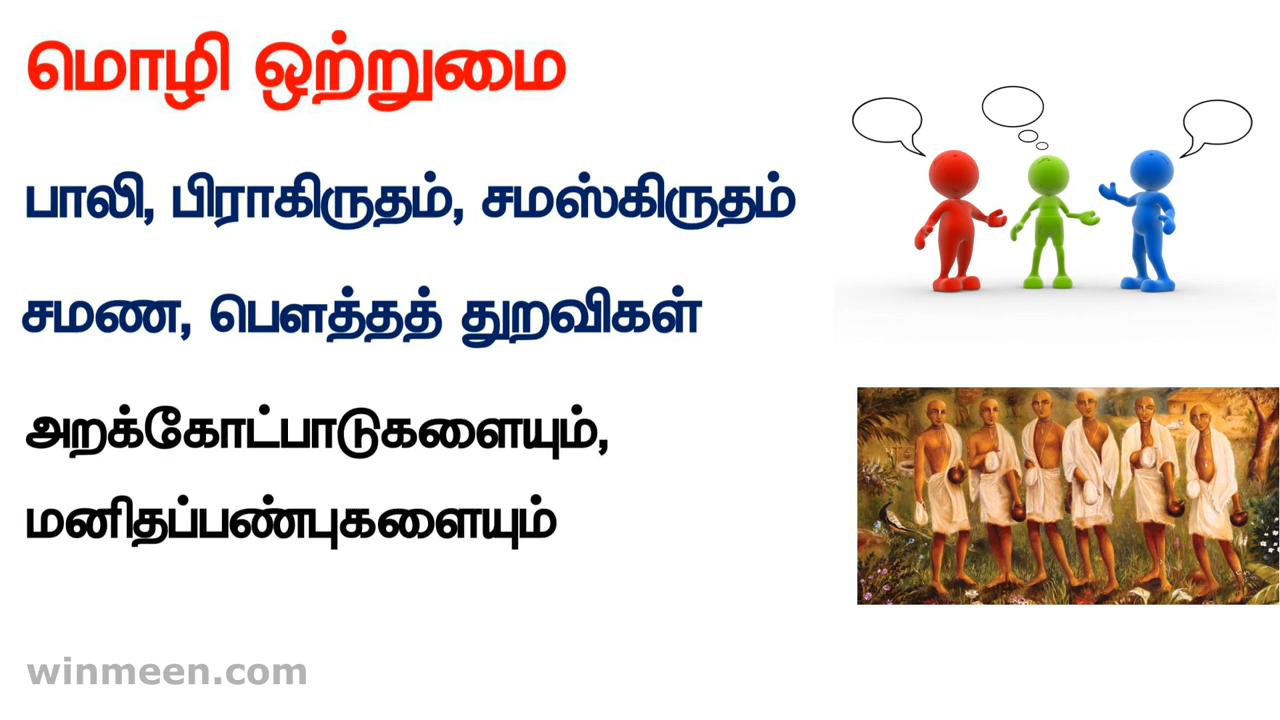 மொழி ஒற்றுமை
பாலி, பிராகிருதம், சமஸ்கிருதம்
சமண, பௌத்தத் துறவிகள்
அறக்கோட்பாடுகளையும்,
மனிதப்பண்புகளையும்
winmeen.com